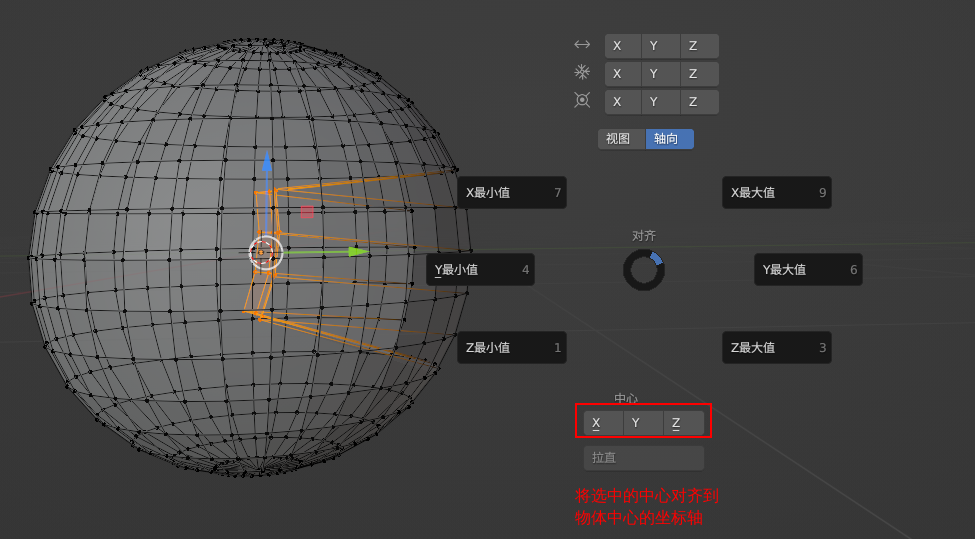 X Y Z
X Y Z
X Y Z
视图 轴向
X最小值 7
X最大值 9
对齐
Y最小值 4
Y最大值 6
Z最小值 1
Z最大值 3
中心
X Y Z
拉直
将选中的中心对齐到
物体中心的坐标轴